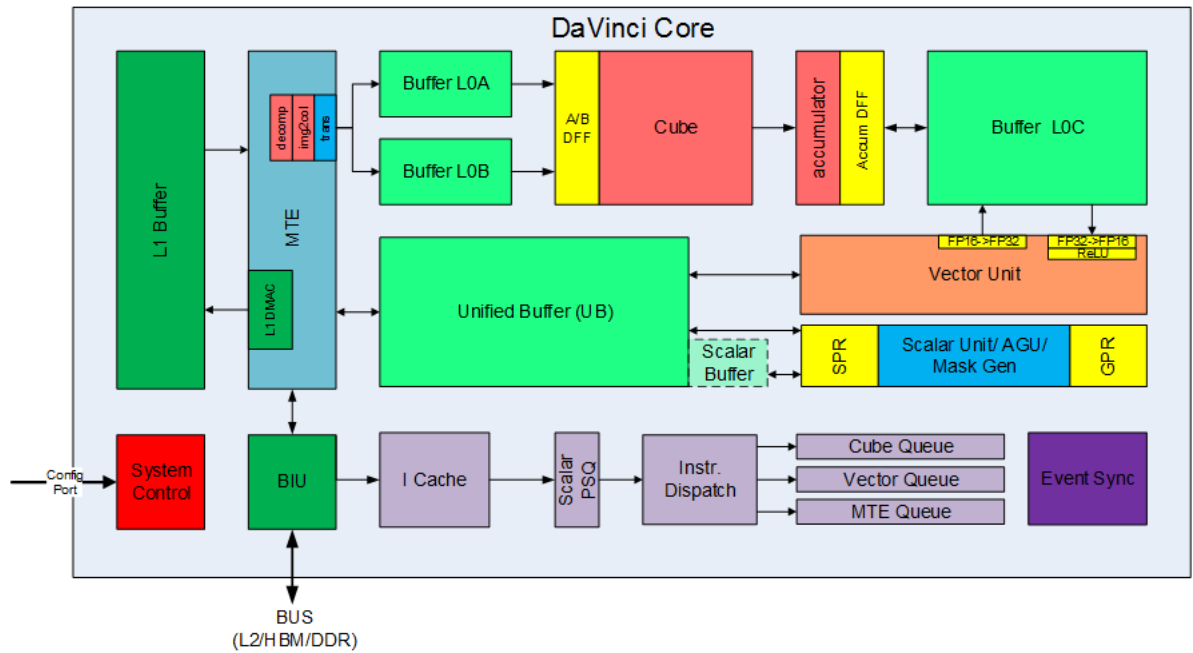 DaVinci Core
L1 Buffer
MTE
decomp
img2col
trans
L1DMAC
Buffer L0A
Buffer L0B
A/B
DFF
Cube
accumulator
Accum DFF
Buffer L0C
FP16->FP32
FP32->FP16
ReLU
Vector Unit
Unified Buffer (UB)
Scalar
Buffer
SPR
Scalar Unit/ AGU/
Mask Gen
GPR
Config
Port
System
Control
BIU
I Cache
Scalar
PSQ
Instr.
Dispatch
Cube Queue
Vector Queue
MTE Queue
Event Sync
BUS
(L2/HBM/DDR)